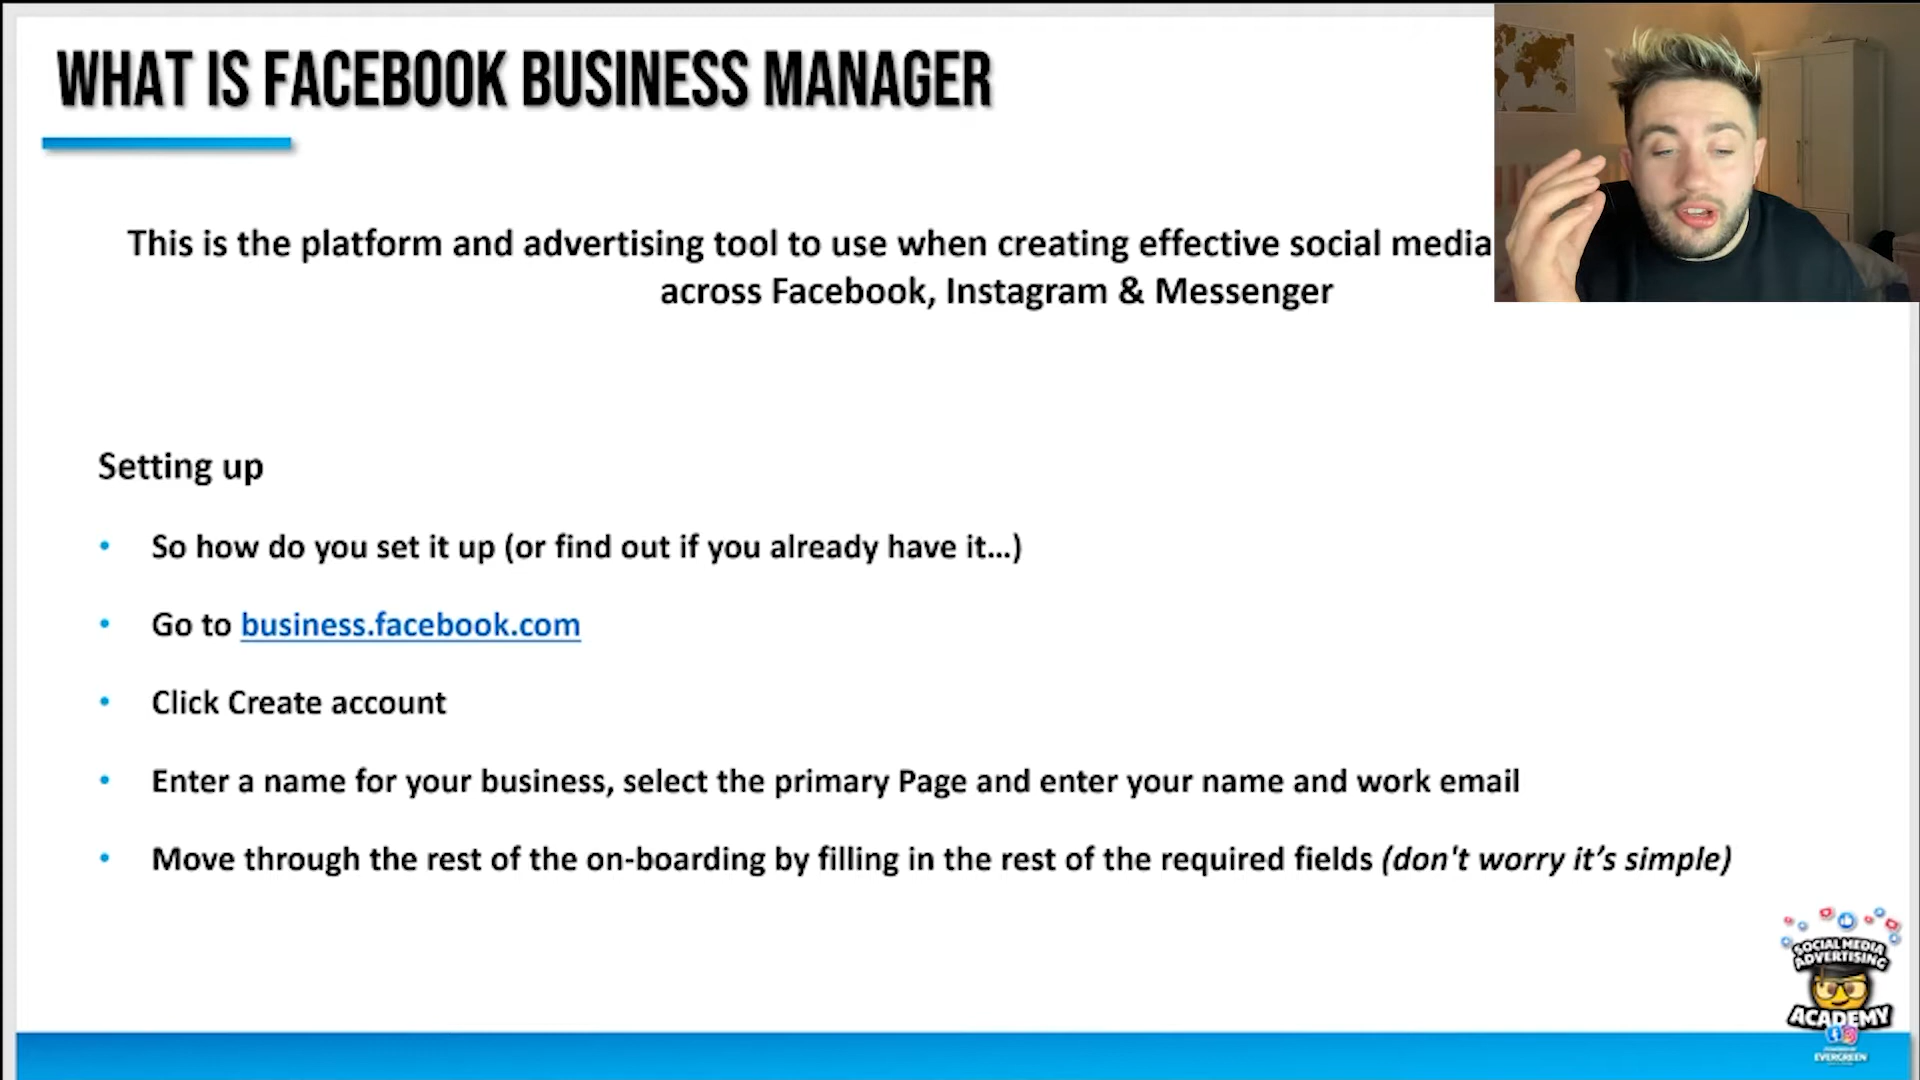 WHAT IS FACEBOOK BUSINESS MANAGER
This is the platform and advertising tool to use when creating effective social media
across Facebook, Instagram & Messenger
Setting up
• So how do you set it up (or find out if you already have it...)
• Go to business.facebook.com
• Click Create account
• Enter a name for your business, select the primary Page and enter your name and work email
• Move through the rest of the on-boarding by filling in the rest of the required fields (don't worry it’s simple)
SOCIAL MEDIA
ADVERTISING
ACADEMY
EVERGREEN